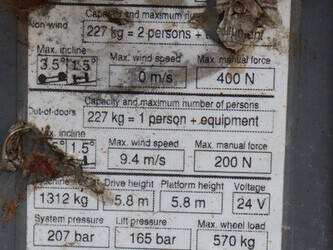 Non-wind
Capacity and maximum
227 kg = 2 persons +
Max. incline Max. wind speed Max. manual force
3.5° 1.5° 0 m/s 400 N
Out-of-doors
Capacity and maximum number of persons
227 kg = 1 person + equipment
incline Max. wind speed Max. manual force
1.5° 9.4 m/s 200 N
Drive height Platform height Voltage
1312 kg 5.8 m 5.8 m 24 V
System pressure Lift pressure Max. wheel load
207 bar 165 bar 570 kg